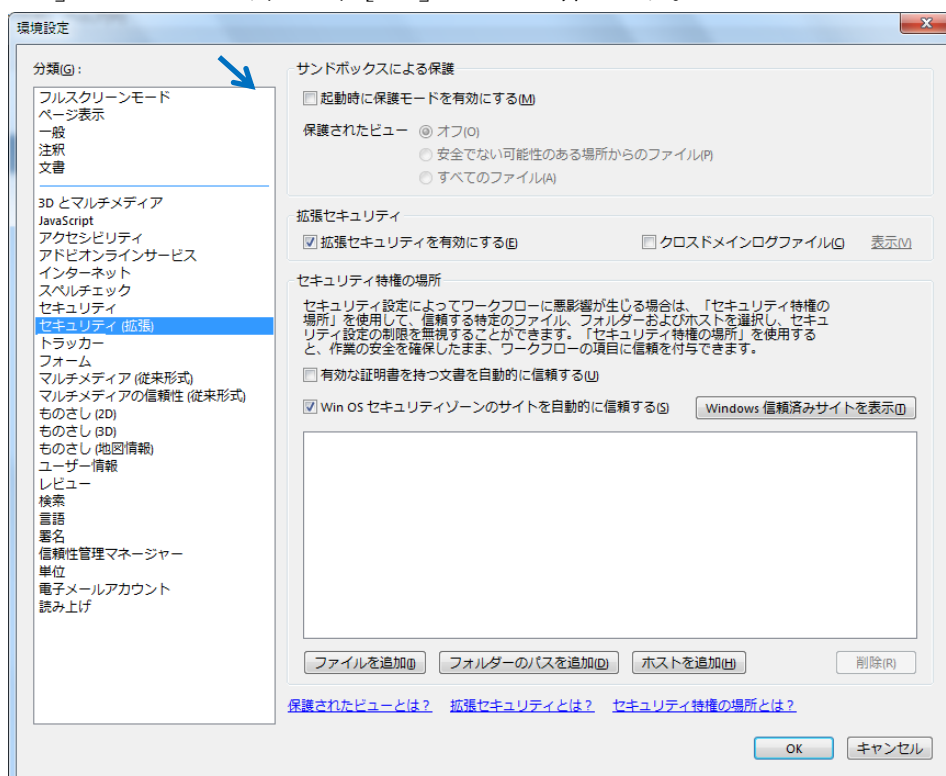 環境設定
分類(G):
フルスクリーンモード
ページ表示
一般
注釈
文書
3D とマルチメディア
JavaScript
アクセシビリティ
アドビオンラインサービス
インターネット
スペルチェック
セキュリティ
セキュリティ (拡張)
トラッカー
フォーム
マルチメディア (従来形式)
マルチメディアの信頼性 (従来形式)
ものさし (2D)
ものさし (3D)
ものさし (地図情報)
ユーザー情報
レビュー
検索
言語
署名
信頼性管理マネージャー
単位
電子メールアカウント
読み上げ
サンドボックスによる保護
起動時に保護モードを有効にする(M)
保護されたビュー オフ(O)
安全でない可能性のある場所からのファイル(P)
すべてのファイル(A)
拡張セキュリティ
拡張セキュリティを有効にする(E) クロスドメインログファイル(C) 表示(V)
セキュリティ特権の場所
セキュリティ設定によってワークフローに悪影響が生じる場合は、「セキュリティ特権の
場所」を使用して、信頼する特定のファイル、フォルダーおよびホストを選択し、セキュ
リティ設定の制限を無視することができます。「セキュリティ特権の場所」を使用する
と、作業の安全を確保したまま、ワークフローの項目に信頼を付与できます。
有効な証明書を持つ文書を自動的に信頼する(U)
Win OS セキュリティゾーンのサイトを自動的に信頼する(S) Windows 信頼済みサイトを表示(T)
ファイルを追加(I) フォルダーのパスを追加(D) ホストを追加(H) 削除(R)
保護されたビューとは? 拡張セキュリティとは? セキュリティ特権の場所とは?
OK キャンセル